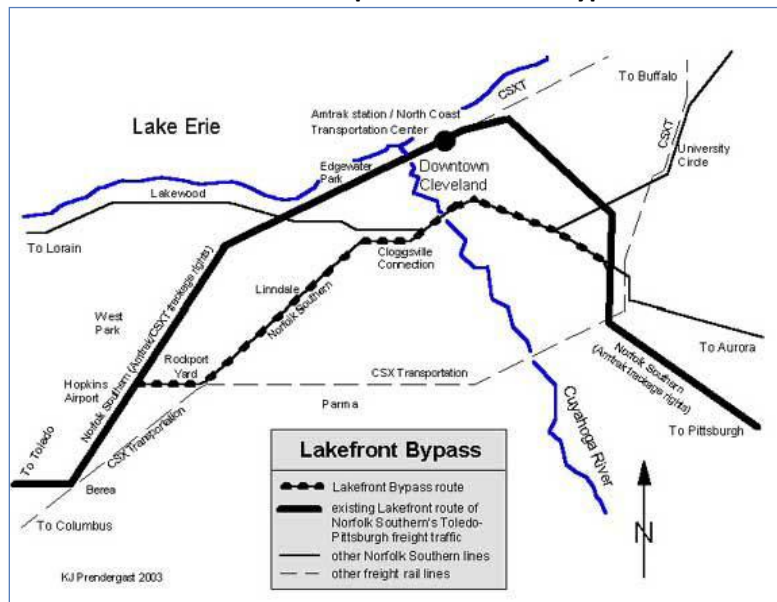 CSXT
To Buffalo
Amtrak station / North Coast
Transportation Center
CSXT
Lake Erie
University
Circle
Edgewater
Park
Downtown
Cleveland
Lakewood
To Lorain
Cloggsville
Connection
Linndale
Norfolk Southern
West
Park
Norfolk Southern (Amtrak/CSXT trackage rights)
Rockport
Yard
To Aurora
Norfolk Southern
(Amtrak trackage rights)
CSX Transportation
Hopkins
Airport
Parma
To Pittsburgh
CSX Transportation
Cuyahoga River
To Toledo
Berea
To Columbus
Lakefront Bypass
Lakefront Bypass route
existing Lakefront route of
Norfolk Southern's Toledo-
Pittsburgh freight traffic
other Norfolk Southern lines
other freight rail lines
N
KJ Prendergast 2003